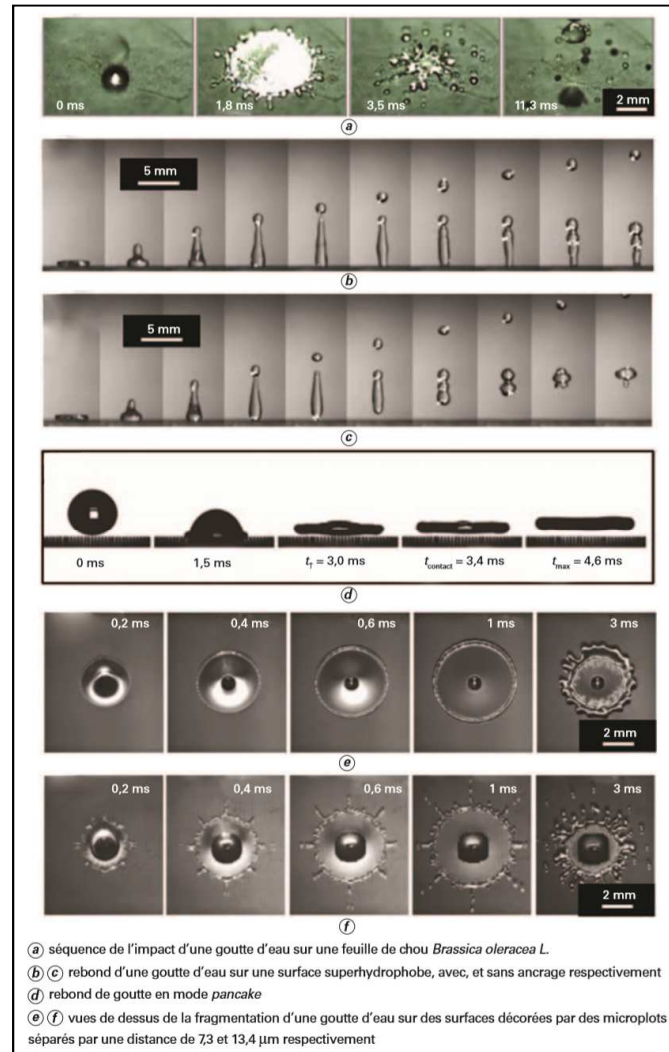 0 ms
1,8 ms
3,5 ms
11,3 ms
2 mm
a
5 mm
b
5 mm
c
0 ms
1,5 ms
t↑ = 3,0 ms
tcontact = 3,4 ms
tmax = 4,6 ms
d
0,2 ms
0,4 ms
0,6 ms
1 ms
3 ms
2 mm
e
0,2 ms
0,4 ms
0,6 ms
1 ms
3 ms
2 mm
f
a séquence de l'impact d'une goutte d'eau sur une feuille de chou Brassica oleracea L.
b c rebond d'une goutte d'eau sur une surface superhydrophobe, avec, et sans ancrage respectivement
d rebond de goutte en mode pancake
e f vues de dessus de la fragmentation d'une goutte d'eau sur des surfaces décorées par des microplots
séparés par une distance de 7,3 et 13,4 µm respectivement